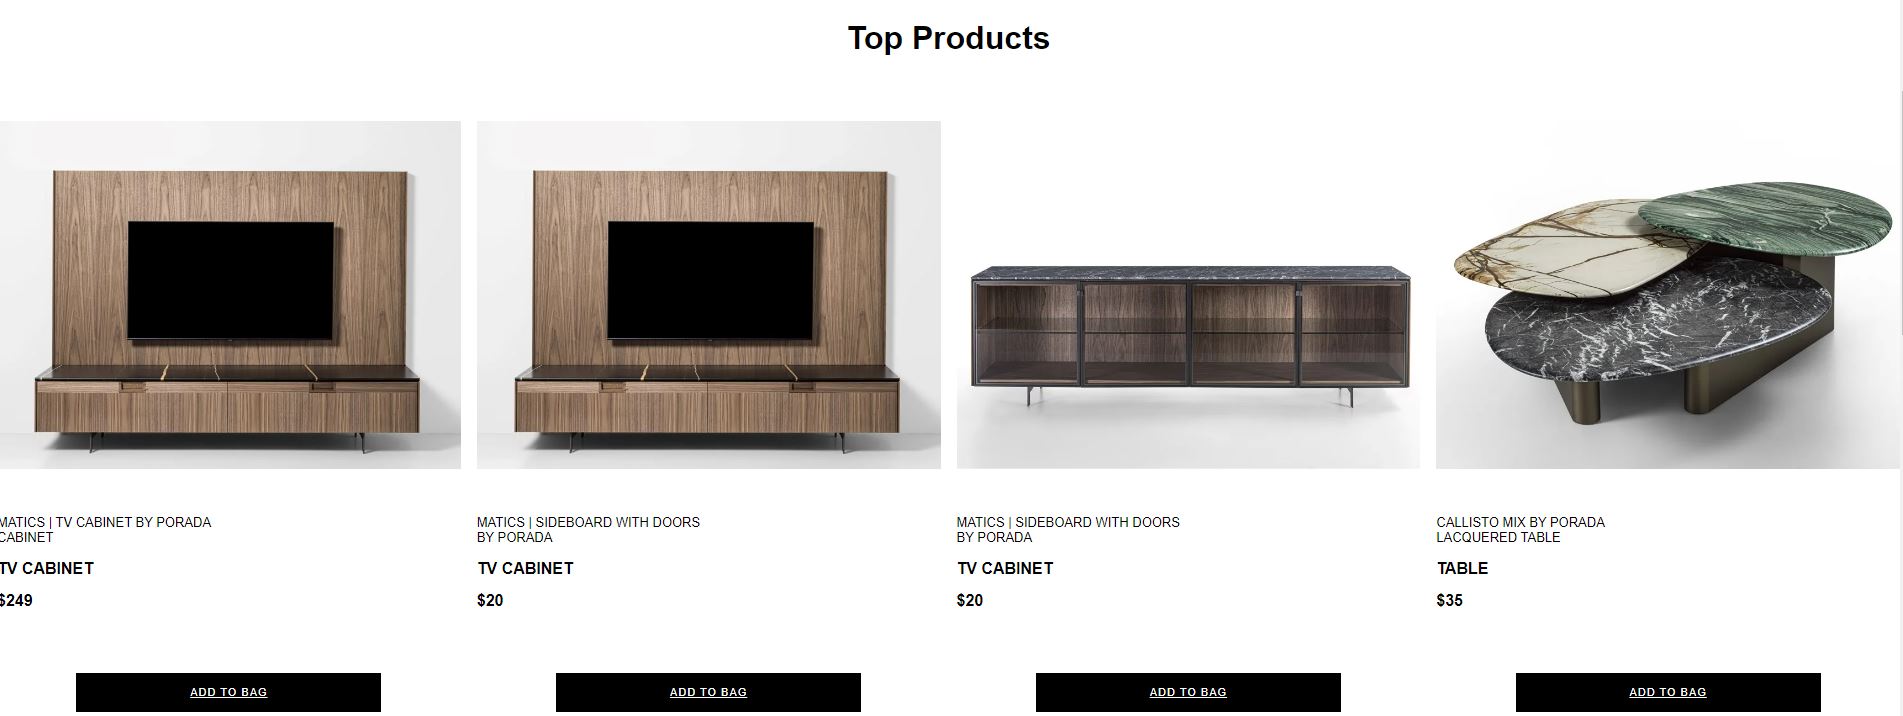 Top Products
MATICS | TV CABINET BY PORADA
CABINET
TV CABINET
$249
ADD TO BAG
MATICS | SIDEBOARD WITH DOORS
BY PORADA
TV CABINET
$20
ADD TO BAG
MATICS | SIDEBOARD WITH DOORS
BY PORADA
TV CABINET
$20
ADD TO BAG
CALLISTO MIX BY PORADA
LACQUERED TABLE
TABLE
$35
ADD TO BAG